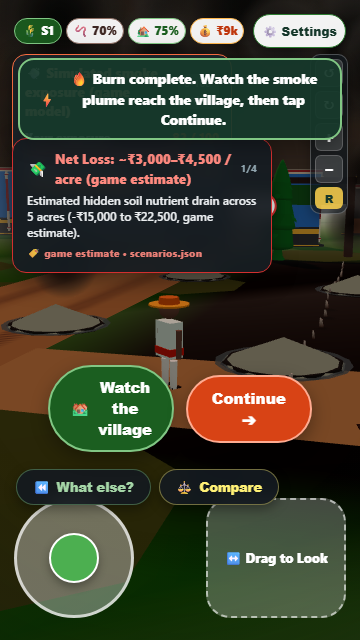 S1
70%
75%
₹9k
Settings
Burn complete. Watch the smoke
plume reach the village, then tap
Continue.
Net Loss: ~₹3,000–₹4,500 /
acre (game estimate)
1/4
Estimated hidden soil nutrient drain across
5 acres (~₹15,000 to ₹22,500, game
estimate).
game estimate • scenarios.json
−
R
Watch
the
village
Continue
→
What else?
Compare
Drag to Look